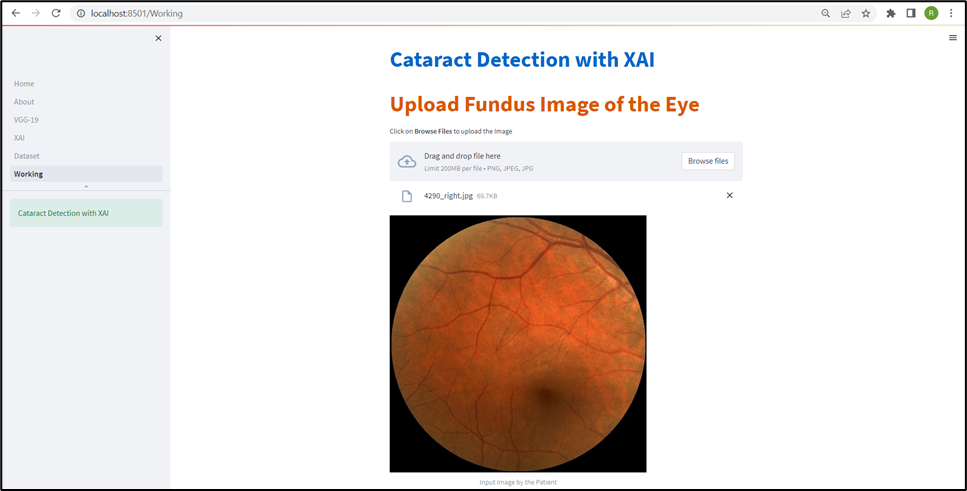 localhost:8501/Working
R
Home
About
VGG-19
XAI
Dataset
Working
Cataract Detection with XAI
Cataract Detection with XAI
Upload Fundus Image of the Eye
Click on Browse Files to upload the Image
Drag and drop file here
Limit 200MB per file • PNG, JPEG, JPG
Browse files
4290_right.jpg 69.7KB
Input Image by the Patient